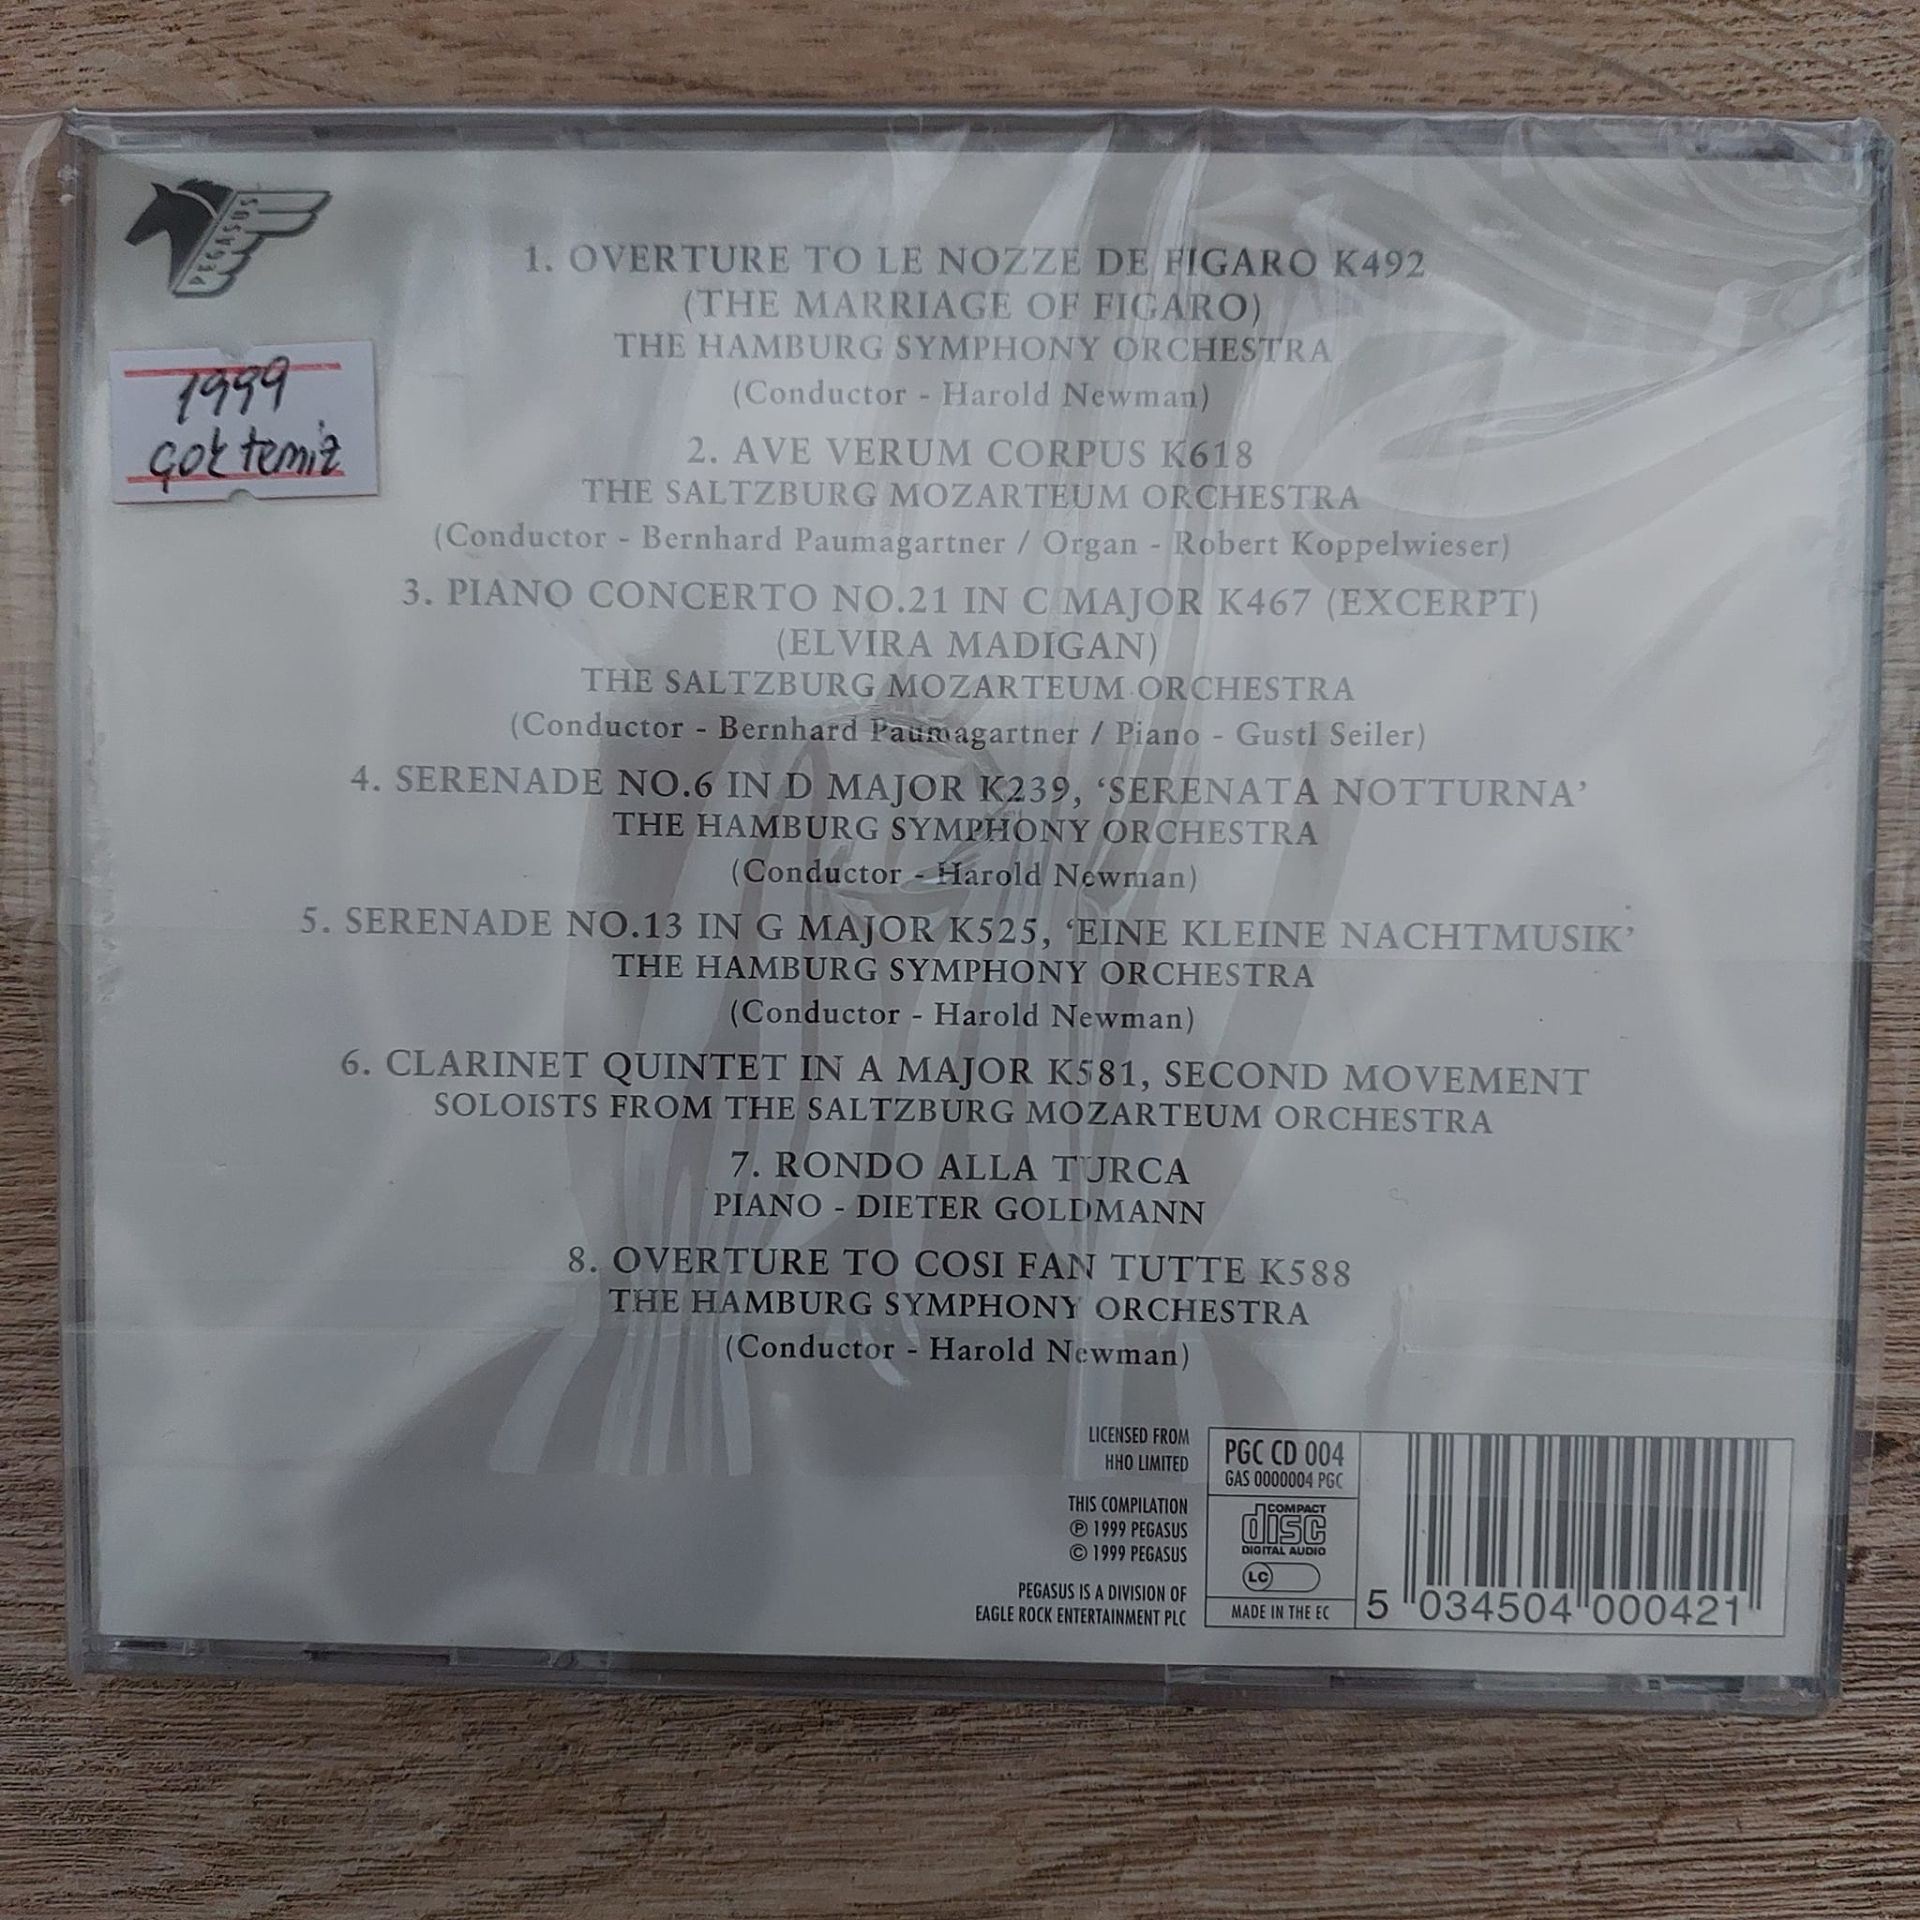 PEGASUS
1999
çok temiz
1. OVERTURE TO LE NOZZE DE FIGARO K492
(THE MARRIAGE OF FIGARO)
THE HAMBURG SYMPHONY ORCHESTRA
(Conductor - Harold Newman)
2. AVE VERUM CORPUS K618
THE SALTZBURG MOZARTEUM ORCHESTRA
(Conductor - Bernhard Paumagartner / Organ - Robert Koppelwieser)
3. PIANO CONCERTO NO.21 IN C MAJOR K467 (EXCERPT)
(ELVIRA MADIGAN)
THE SALTZBURG MOZARTEUM ORCHESTRA
(Conductor - Bernhard Paumagartner / Piano - Gustl Seiler)
4. SERENADE NO.6 IN D MAJOR K239, ‘SERENATA NOTTURNA’
THE HAMBURG SYMPHONY ORCHESTRA
(Conductor - Harold Newman)
5. SERENADE NO.13 IN G MAJOR K525, ‘EINE KLEINE NACHTMUSIK’
THE HAMBURG SYMPHONY ORCHESTRA
(Conductor - Harold Newman)
6. CLARINET QUINTET IN A MAJOR K581, SECOND MOVEMENT
SOLOISTS FROM THE SALTZBURG MOZARTEUM ORCHESTRA
7. RONDO ALLA TURCA
PIANO - DIETER GOLDMANN
8. OVERTURE TO COSI FAN TUTTE K588
THE HAMBURG SYMPHONY ORCHESTRA
(Conductor - Harold Newman)
LICENSED FROM
HHO LIMITED
THIS COMPILATION
℗ 1999 PEGASUS
© 1999 PEGASUS
PEGASUS IS A DIVISION OF
EAGLE ROCK ENTERTAINMENT PLC
PGC CD 004
GAS 0000004 PGC
COMPACT
disc
DIGITAL AUDIO
LC
MADE IN THE EC
5 034504 000421